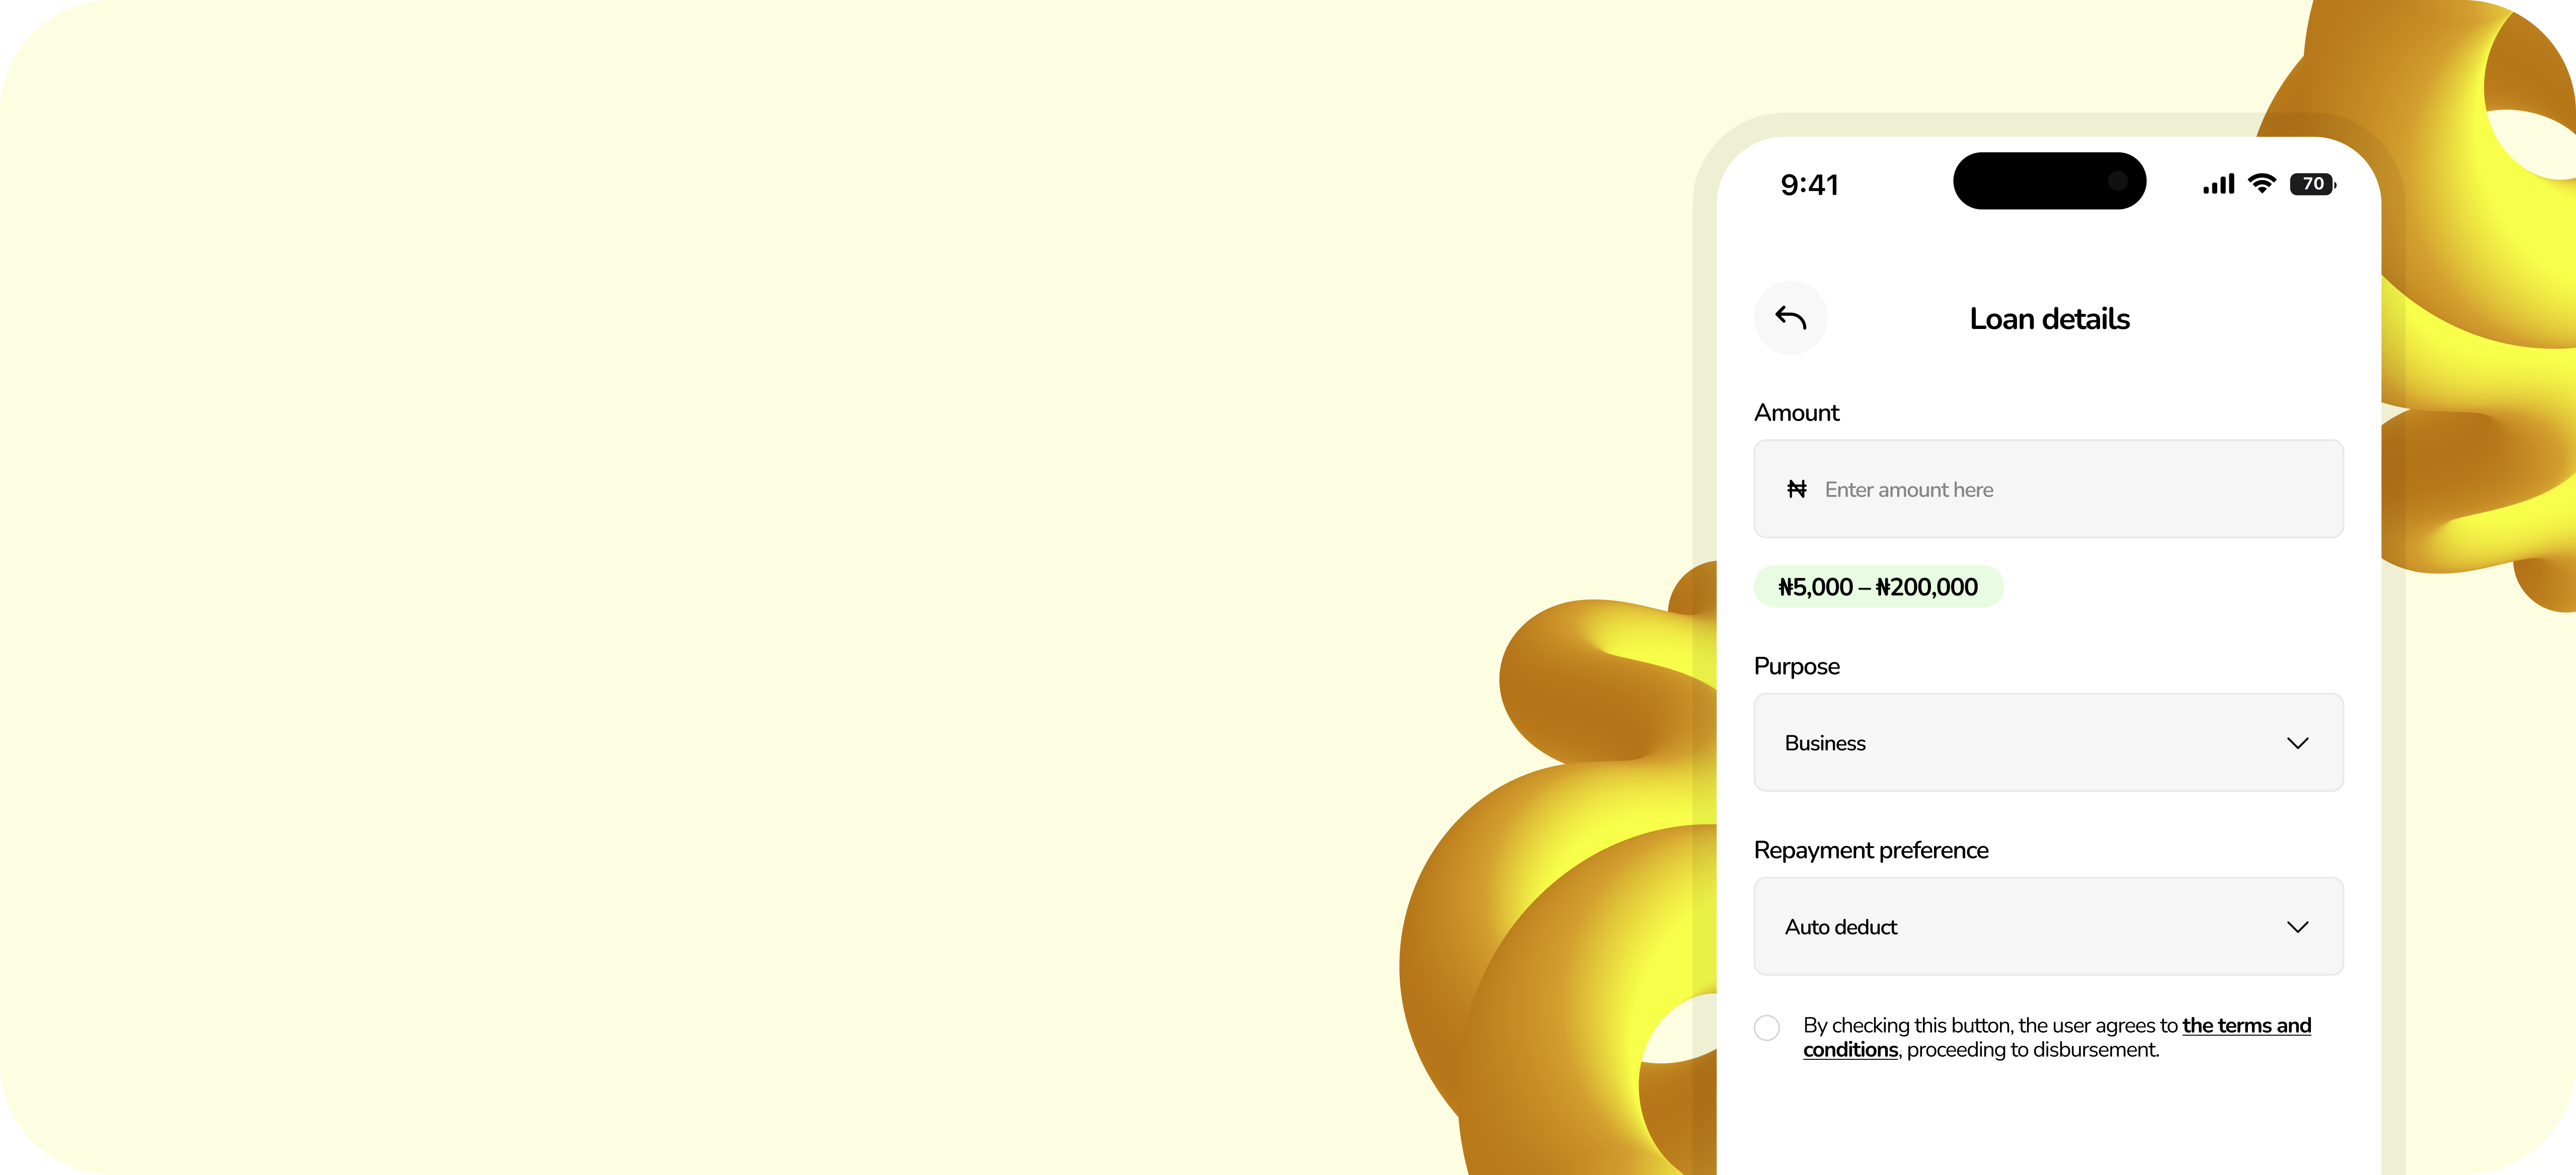 9:41
70
Loan details
Amount
₦ Enter amount here
₦5,000 – ₦200,000
Purpose
Business
Repayment preference
Auto deduct
By checking this button, the user agrees to the terms and
conditions, proceeding to disbursement.